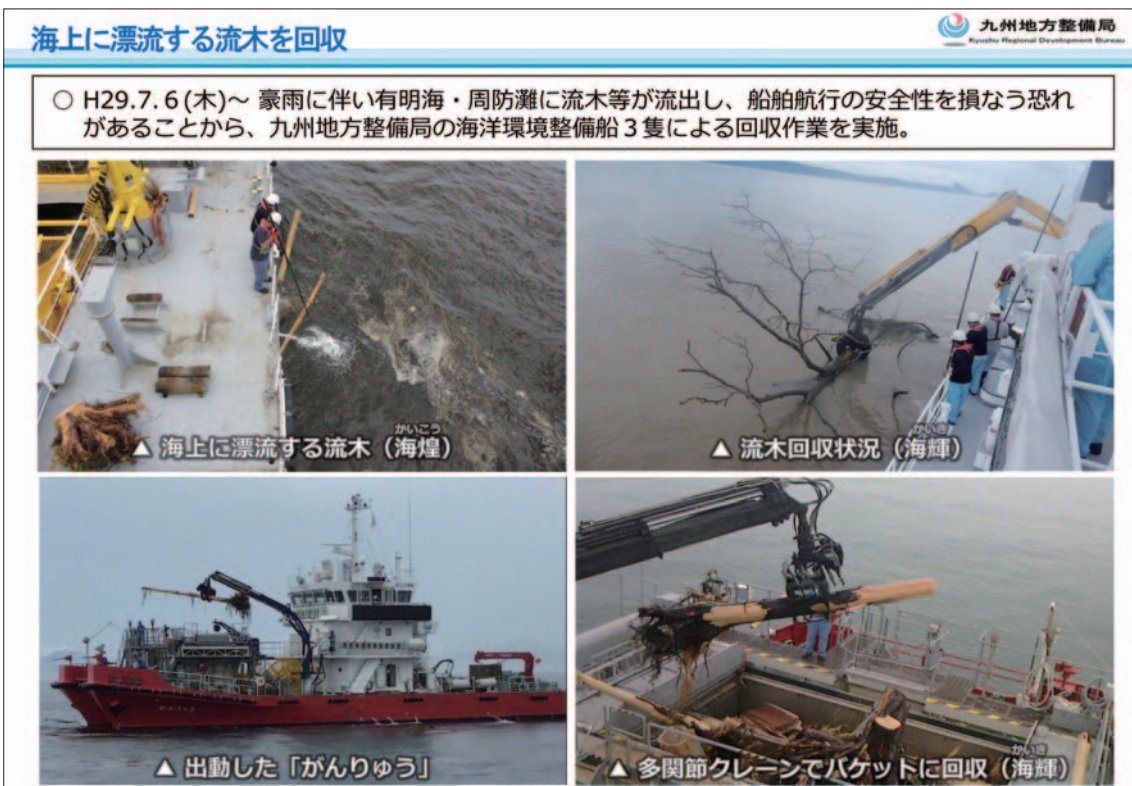 海上に漂流する流木を回収
九州地方整備局
Kyushu Regional Development Bureau
○ H29.7.6(木)~ 豪雨に伴い有明海・周防灘に流木等が流出し、船舶航行の安全性を損なう恐れ
があることから、九州地方整備局の海洋環境整備船3隻による回収作業を実施。
かいこう
▲ 海上に漂流する流木(海煌)
かいき
▲ 流木回収状況(海輝)
がんりゅう
▲ 出動した「がんりゅう」
かいき
▲ 多関節クレーンでバケットに回収(海輝)